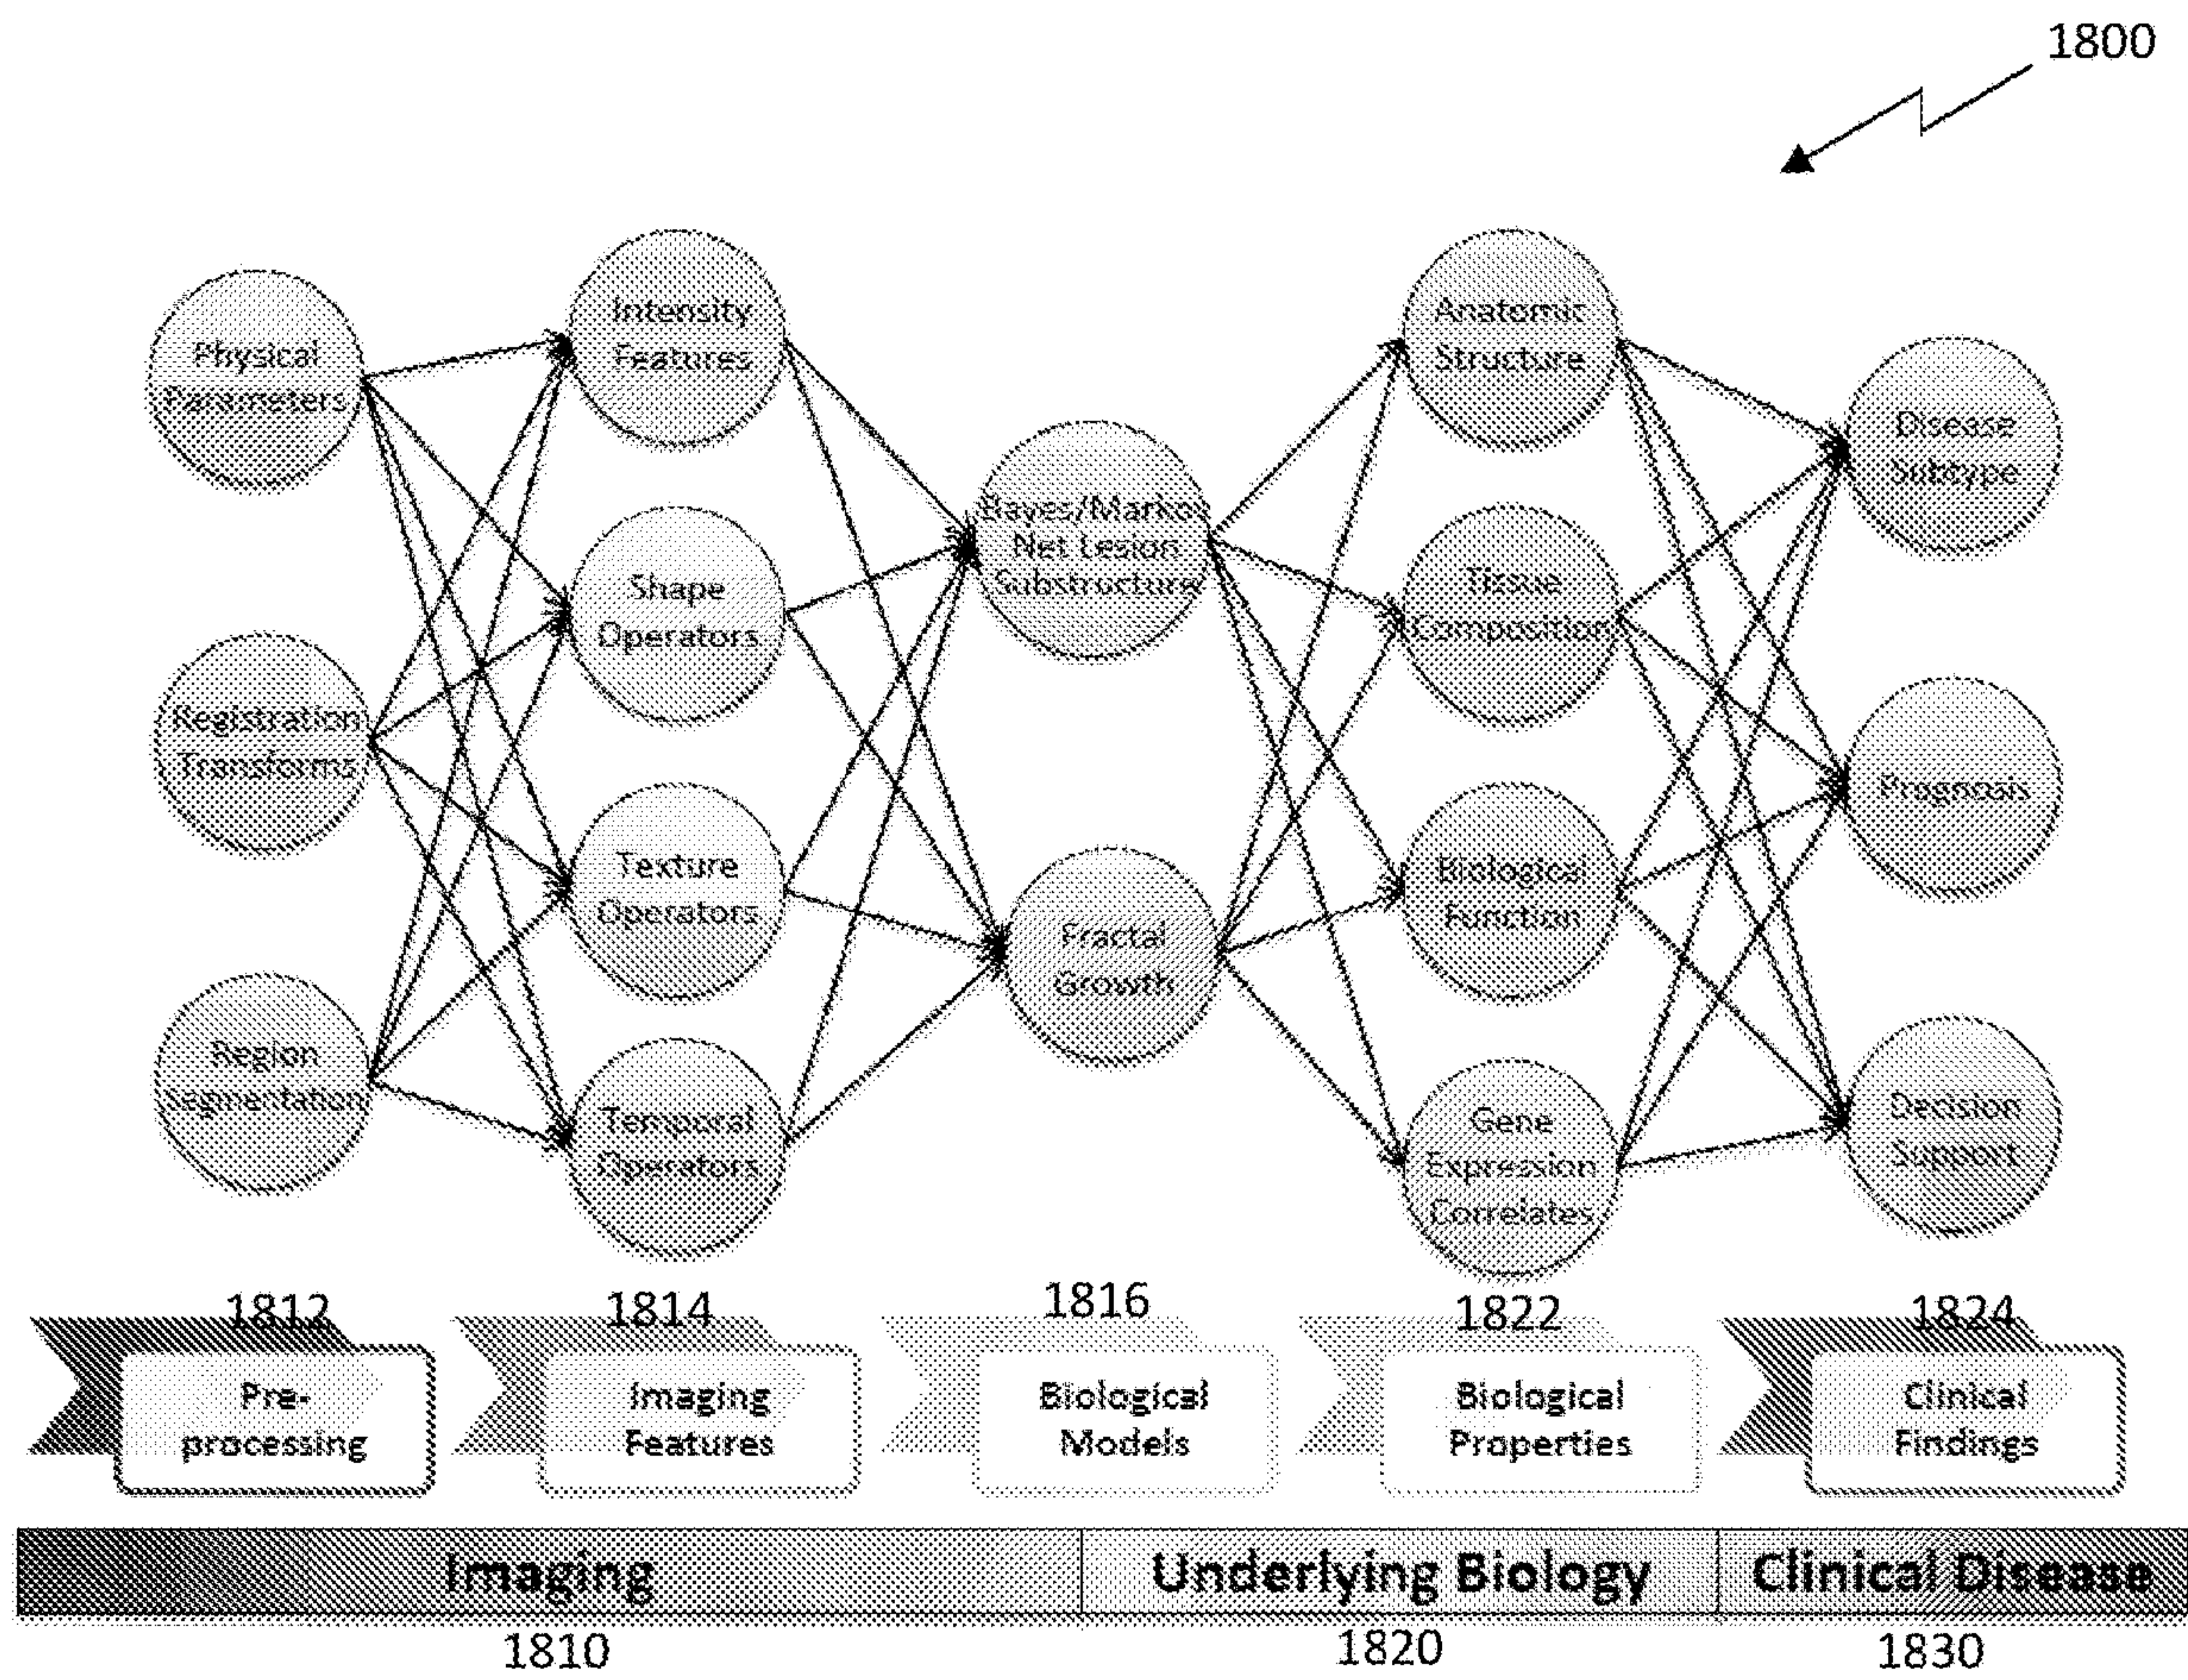 1800
Physical
Parameters
Registration
Transforms
Region
Segmentation
Intensity
Features
Shape
Operators
Texture
Operators
Temporal
Operators
Bayes/Markov
Net Lesion
Substructure
Fractal
Growth
Anatomic
Structure
Tissue
Composition
Biological
Function
Gene
Expression
Correlates
Disease
Subtype
Prognosis
Decision
Support
1812
Pre-
processing
1814
Imaging
Features
1816
Biological
Models
1822
Biological
Properties
1824
Clinical
Findings
Imaging
Underlying Biology
Clinical Disease
1810
1820
1830